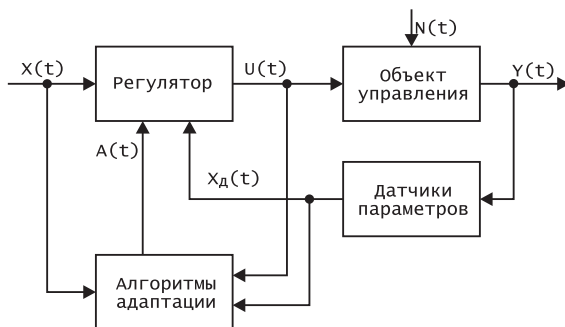 X(t)
Регулятор
U(t)
N(t)
Объект
управления
Y(t)
A(t)
Xд(t)
Датчики
параметров
Алгоритмы
адаптации